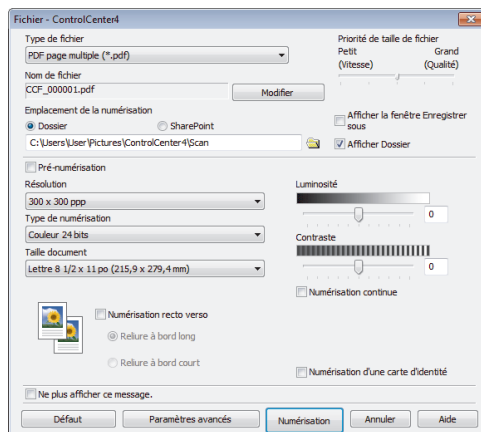 Fichier - ControlCenter4
Type de fichier
PDF page multiple (*.pdf)
Priorité de taille de fichier
Petit Grand
(Vitesse) (Qualité)
Nom de fichier
CCF_000001.pdf
Modifier
Emplacement de la numérisation
Dossier SharePoint
Afficher la fenêtre Enregistrer
sous
C:\Users\User\Pictures\ControlCenter4\Scan
Afficher Dossier
Pré-numérisation
Résolution
300 x 300 ppp
Luminosité
0
Type de numérisation
Couleur 24 bits
Contraste
0
Taille document
Lettre 8 1/2 x 11 po (215,9 x 279,4 mm)
Numérisation continue
Numérisation recto verso
Reliure à bord long
Reliure à bord court
Numérisation d'une carte d'identité
Ne plus afficher ce message.
Défaut Paramètres avancés Numérisation Annuler Aide